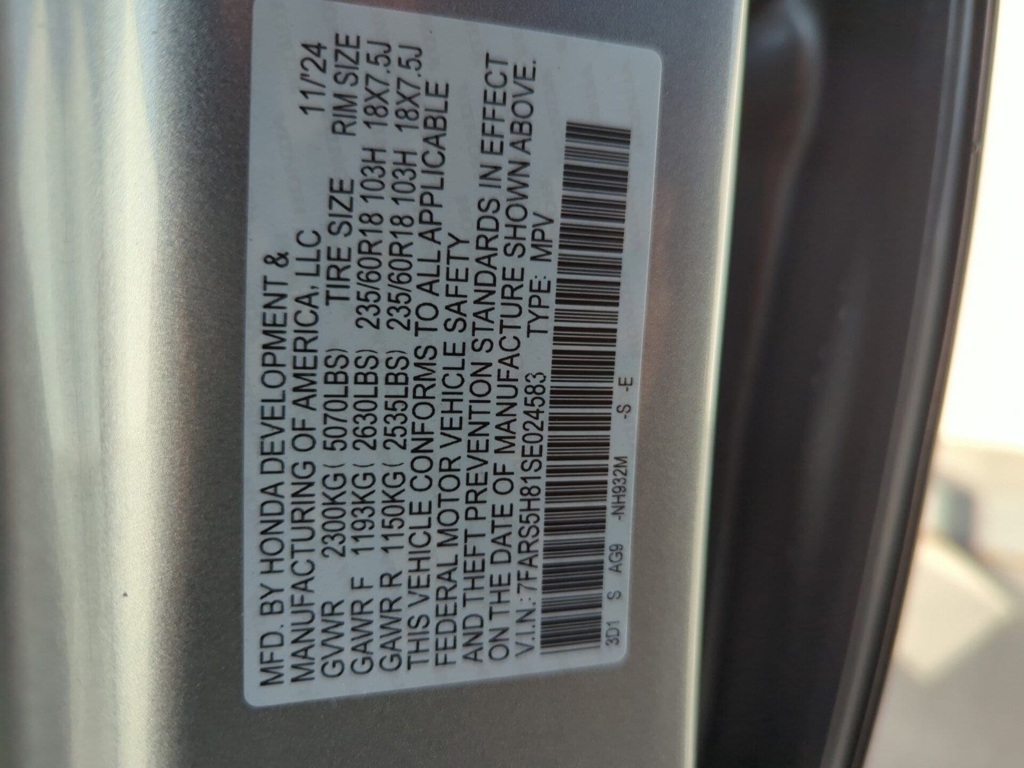 MFD. BY HONDA DEVELOPMENT &
MANUFACTURING OF AMERICA, LLC 11/'24
GVWR 2300KG( 5070LBS) TIRE SIZE RIM SIZE
GAWR F 1193KG( 2630LBS) 235/60R18 103H 18X7.5J
GAWR R 1150KG( 2535LBS) 235/60R18 103H 18X7.5J
THIS VEHICLE CONFORMS TO ALL APPLICABLE
FEDERAL MOTOR VEHICLE SAFETY
AND THEFT PREVENTION STANDARDS IN EFFECT
ON THE DATE OF MANUFACTURE SHOWN ABOVE.
V.I.N.: 7FARS5H81SE024583 TYPE: MPV
3D1 S AG9 -NH932M -S -E